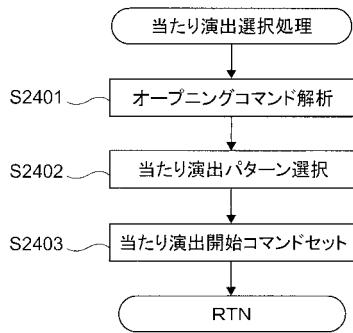 当たり演出選択処理
S2401
オープニングコマンド解析
S2402
当たり演出パターン選択
S2403
当たり演出開始コマンドセット
RTN